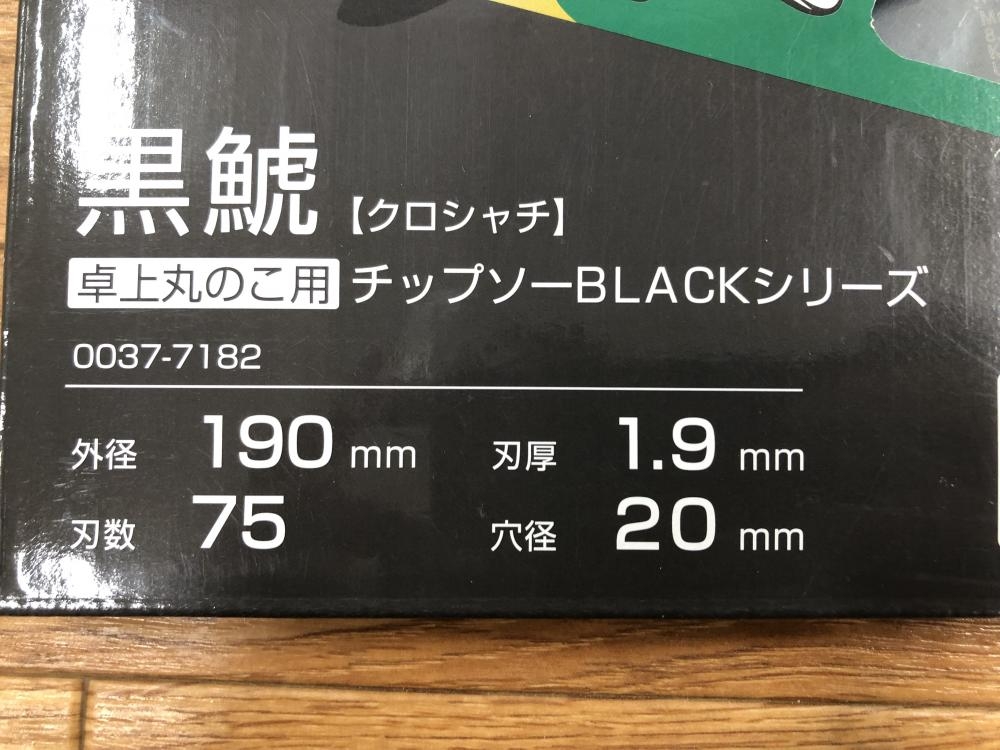 黒鯱【クロシャチ】
卓上丸のこ用 チップソーBLACKシリーズ
0037-7182
外径 190 mm 刃厚 1.9 mm
刃数 75 穴径 20 mm